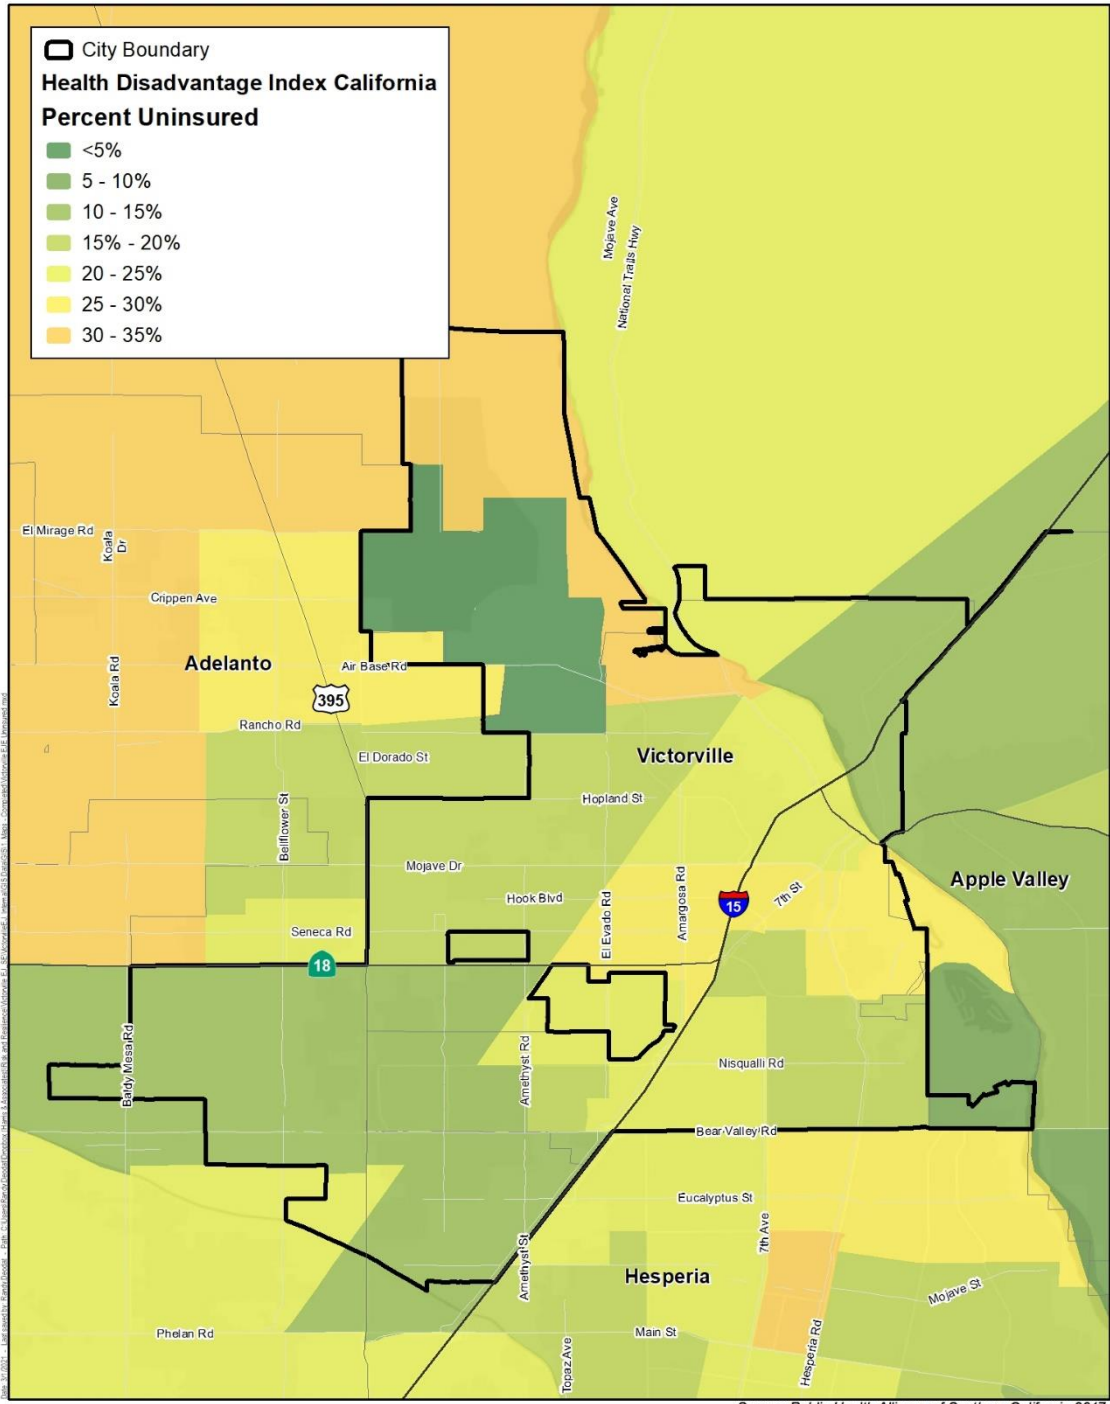 City Boundary
Health Disadvantage Index California
Percent Uninsured
<5%
5 - 10%
10 - 15%
15% - 20%
20 - 25%
25 - 30%
30 - 35%
Mojave Ave
National Trails Hwy
El Mirage Rd
Koala
Dr
Crippen Ave
Koala Rd
Adelanto
Air Base Rd
395
Rancho Rd
El Dorado St
Victorville
Bellflower St
Hopland St
Mojave Dr
Hook Blvd
El Evado Rd
Amargosa Rd
15
7th St
Apple Valley
Seneca Rd
18
Baldy Mesa Rd
Amethyst Rd
Nisqualli Rd
Bear Valley Rd
Eucalyptus St
7th Ave
Amethyst St
Hesperia
Mojave St
Phelan Rd
Main St
Topaz Ave
Hesperia Rd